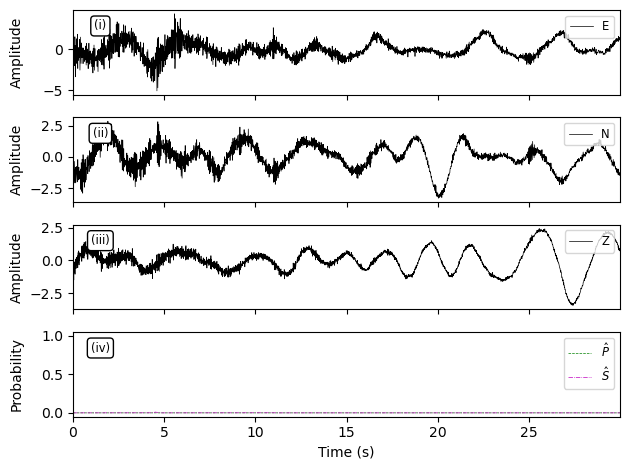 Amplitude
(i)
E
0
−5
Amplitude
(ii)
N
2.5
0.0
−2.5
Amplitude
(iii)
Z
2.5
0.0
−2.5
Probability
(iv)
P̂
Ŝ
1.0
0.5
0.0
0 5 10 15 20 25
Time (s)